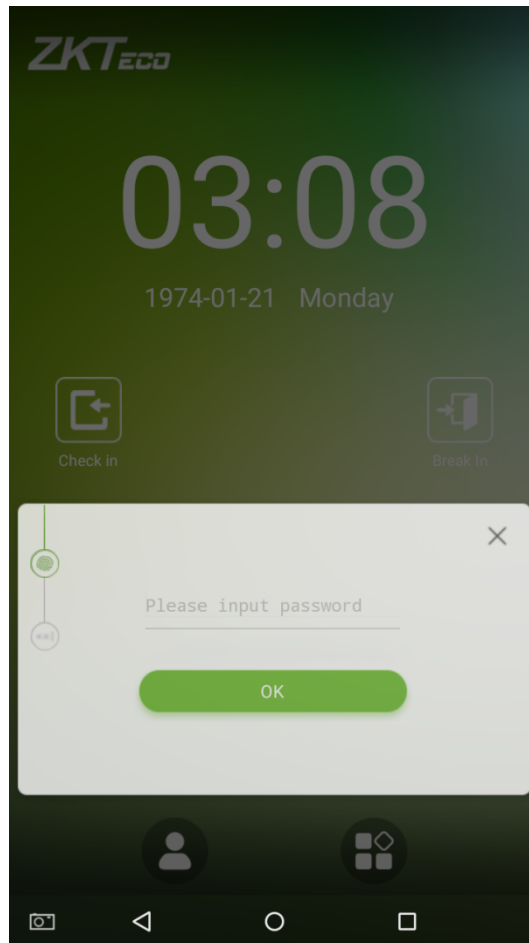 ZKTECO
03:08
1974-01-21 Monday
Check in
Break In
Please input password
OK